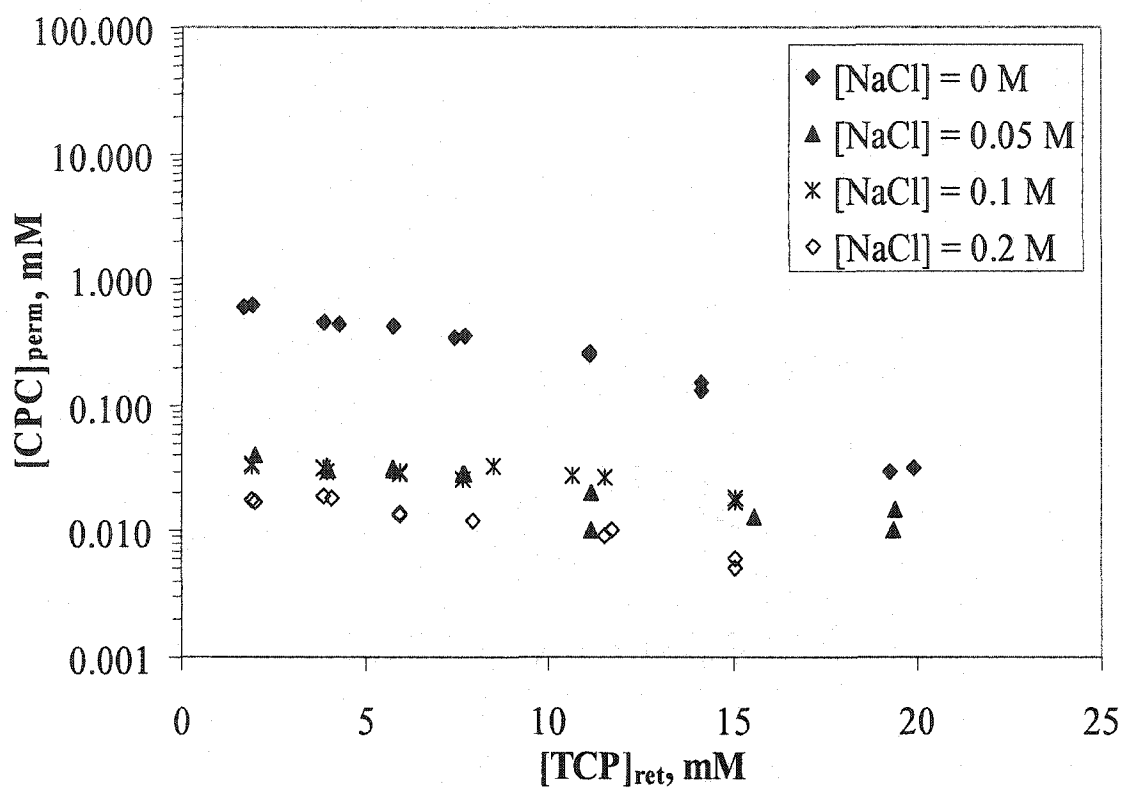 100.000
10.000
1.000
0.100
0.010
0.001
[CPC]perm, mM
[NaCl] = 0 M
[NaCl] = 0.05 M
[NaCl] = 0.1 M
[NaCl] = 0.2 M
0 5 10 15 20 25
[TCP]ret, mM